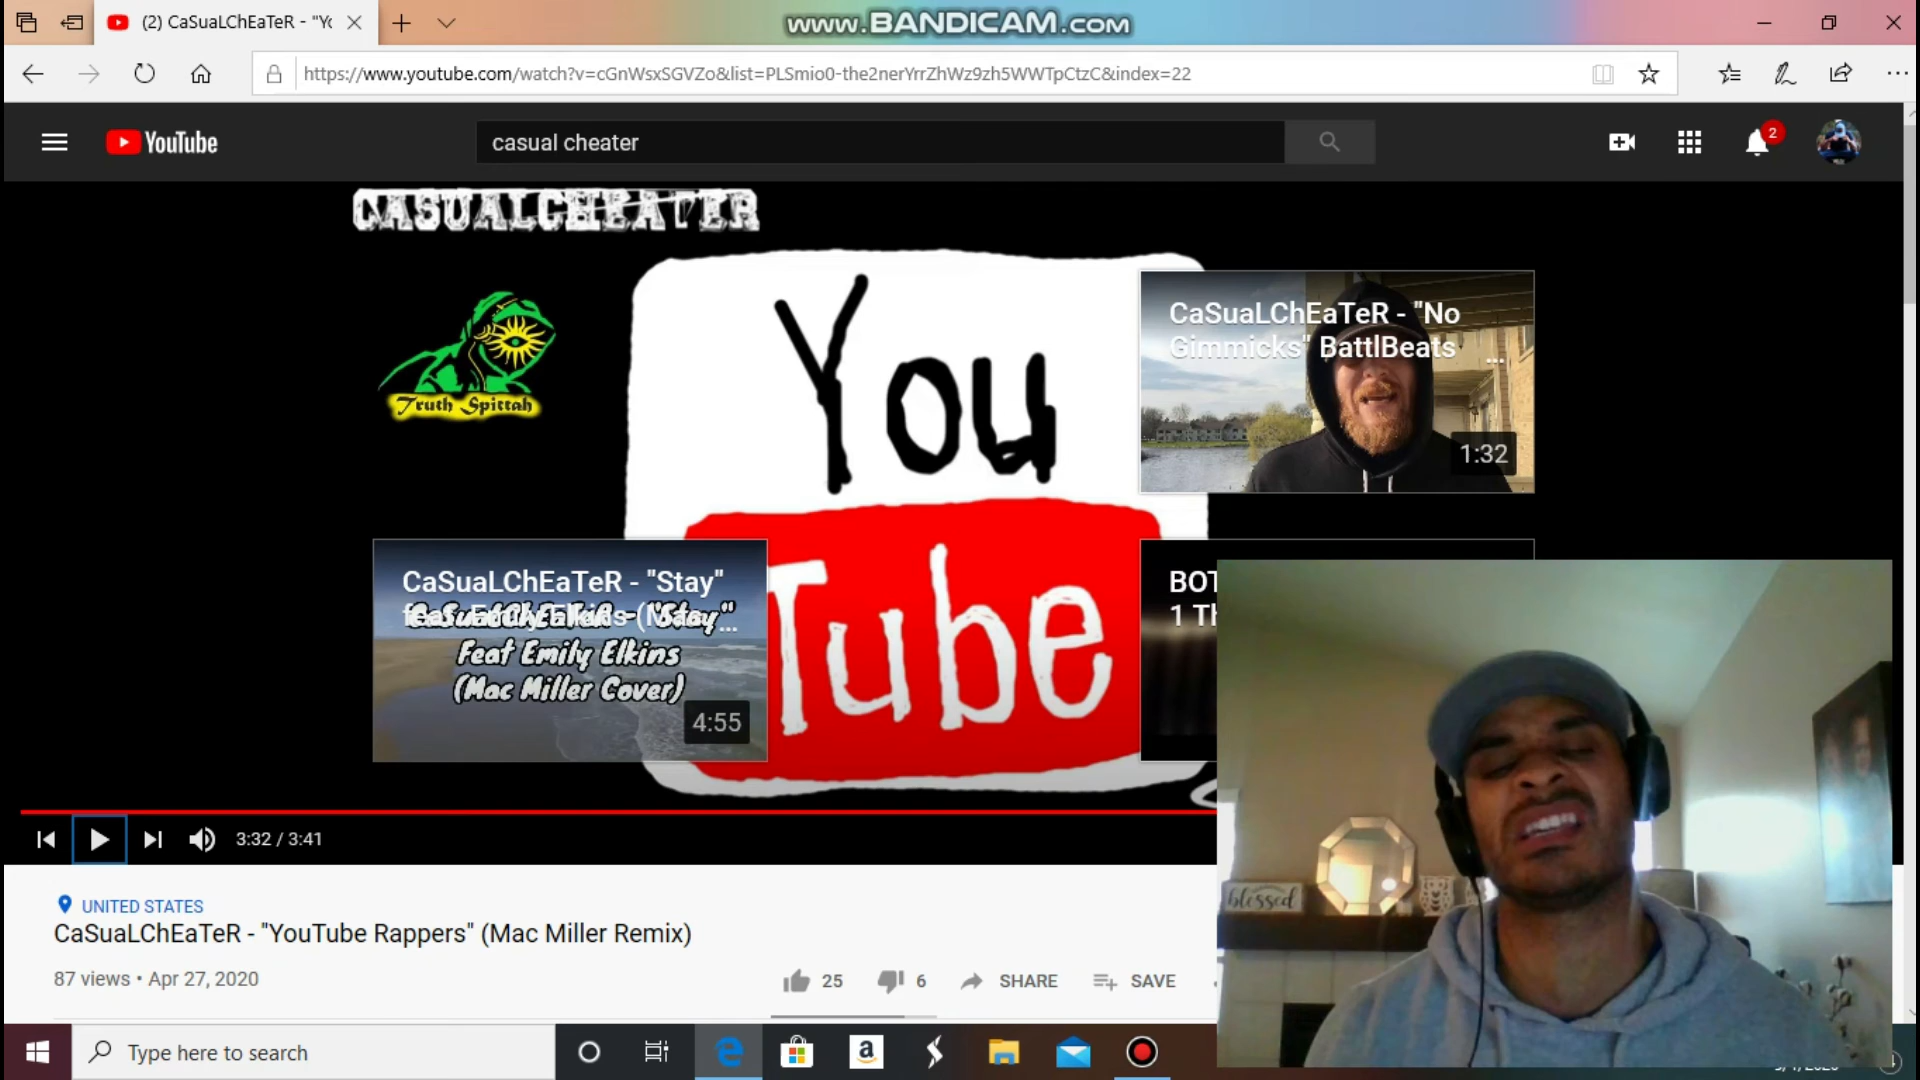 (2) CaSuaLChEaTeR - "Yo
www.BANDICAM.com
https://www.youtube.com/watch?v=cGnWsxSGVZo&list=PLSmio0-the2nerYrrZhWz9zh5WWTpCtzC&index=22
YouTube
casual cheater
2
CASUALCHEATER
You
Tube
Truth Spittah
CaSuaLChEaTeR - "No
Gimmicks" BattlBeats ...
1:32
CaSuaLChEaTeR - "Stay"
Feat Emily Elkins
(Mac Miller Cover)
4:55
BOT
1 Th
3:32 / 3:41
blessed
UNITED STATES
CaSuaLChEaTeR - "YouTube Rappers" (Mac Miller Remix)
87 views • Apr 27, 2020
25
6
SHARE
SAVE
Type here to search